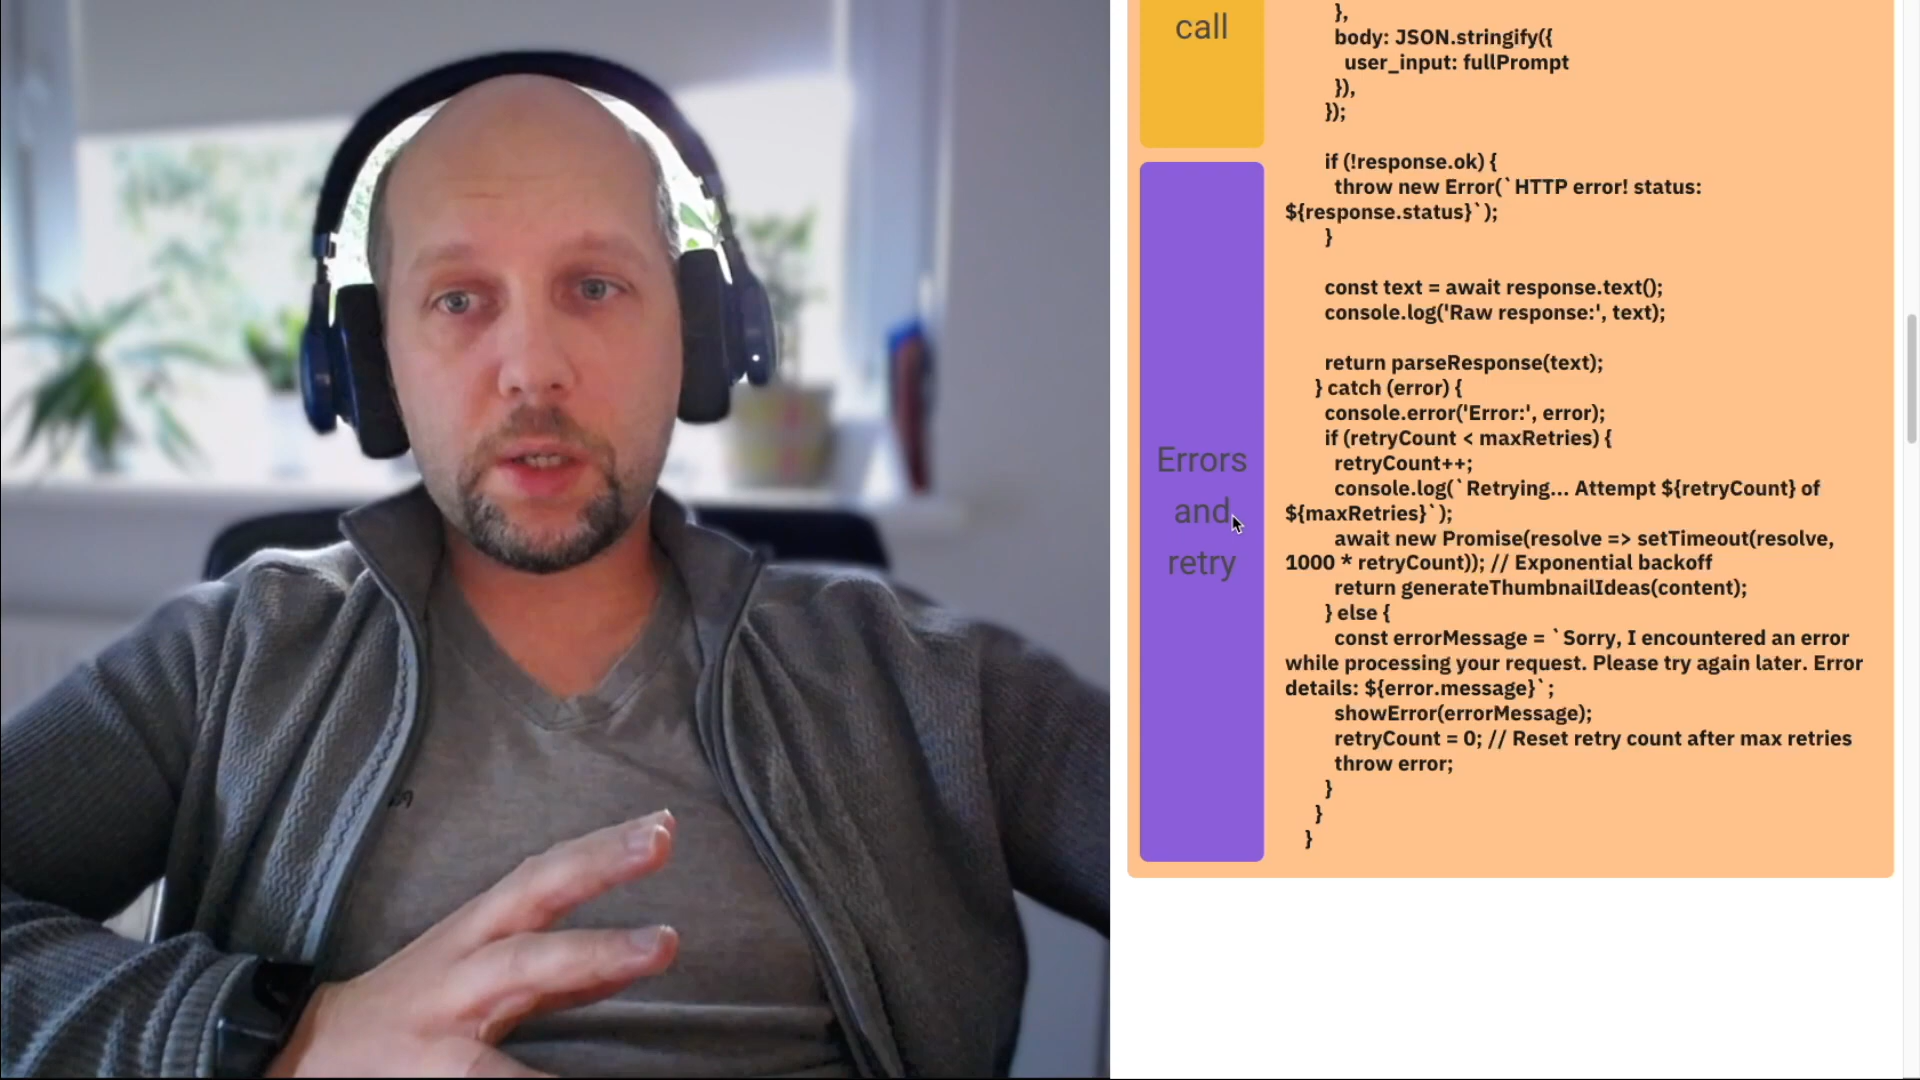 call
},
body: JSON.stringify({
user_input: fullPrompt
}),
});
if (!response.ok) {
throw new Error(`HTTP error! status:
${response.status}`);
}
const text = await response.text();
console.log('Raw response:', text);
return parseResponse(text);
} catch (error) {
console.error('Error:', error);
if (retryCount < maxRetries) {
retryCount++;
console.log(`Retrying... Attempt ${retryCount} of
${maxRetries}`);
await new Promise(resolve => setTimeout(resolve,
1000 * retryCount)); // Exponential backoff
return generateThumbnailIdeas(content);
} else {
const errorMessage = `Sorry, I encountered an error
while processing your request. Please try again later. Error
details: ${error.message}`;
showError(errorMessage);
retryCount = 0; // Reset retry count after max retries
throw error;
}
}
}
Errors
and
retry